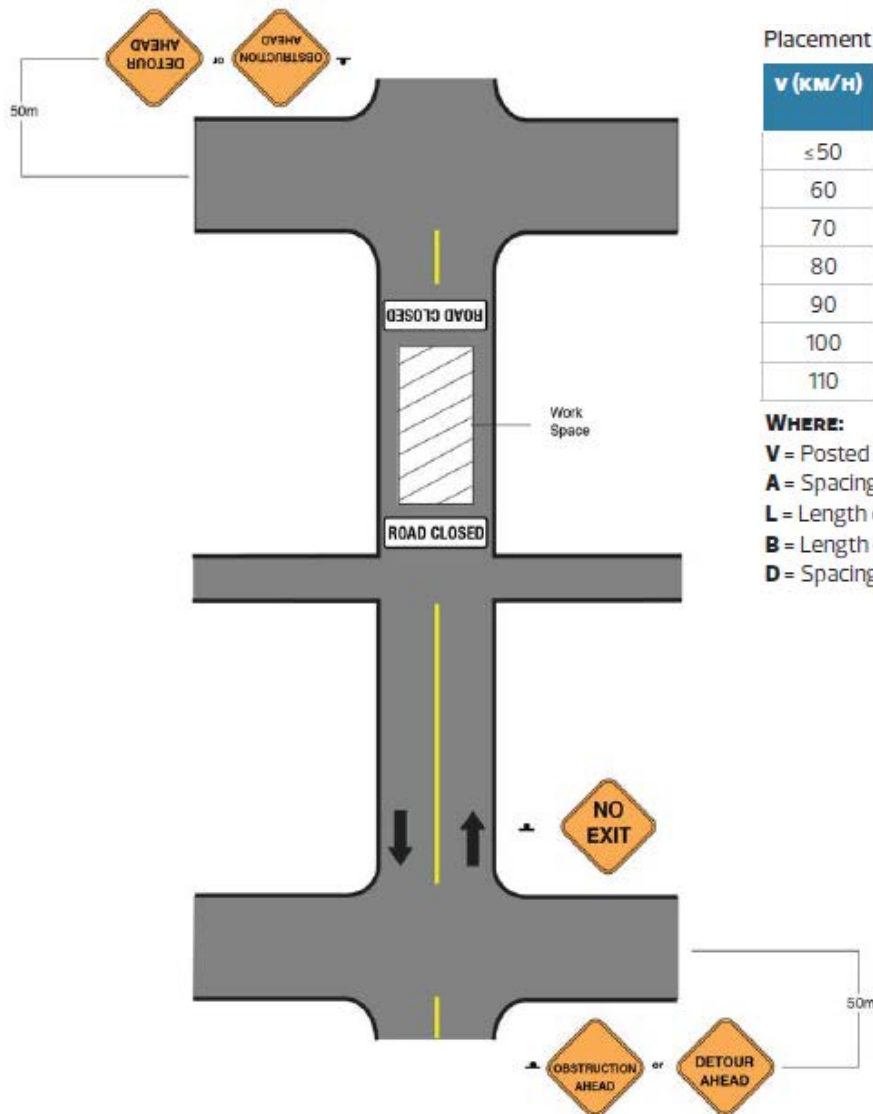 DETOUR
AHEAD
or
OBSTRUCTION
AHEAD
50m
ROAD CLOSED
Work
Space
ROAD CLOSED
NO
EXIT
50m
OBSTRUCTION
AHEAD
or
DETOUR
AHEAD
Placement
V (KM/H)
≤50
60
70
80
90
100
110
WHERE:
V = Posted
A = Spacing
L = Length
B = Length
D = Spacing